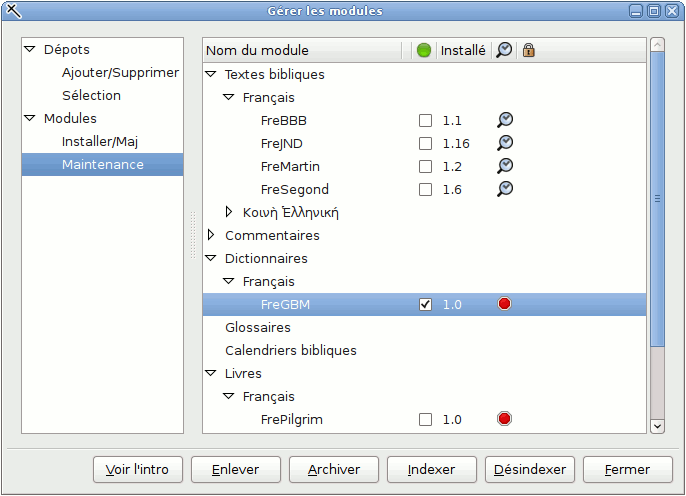 Gérer les modules
Dépots
Ajouter/Supprimer
Sélection
Modules
Installer/Maj
Maintenance
Nom du module Installé
Textes bibliques
Français
FreBBB 1.1
FreJND 1.16
FreMartin 1.2
FreSegond 1.6
Κοινὴ Ἑλληνική
Commentaires
Dictionnaires
Français
FreGBM 1.0
Glossaires
Calendriers bibliques
Livres
Français
FrePilgrim 1.0
Voir l'intro Enlever Archiver Indexer Désindexer Fermer